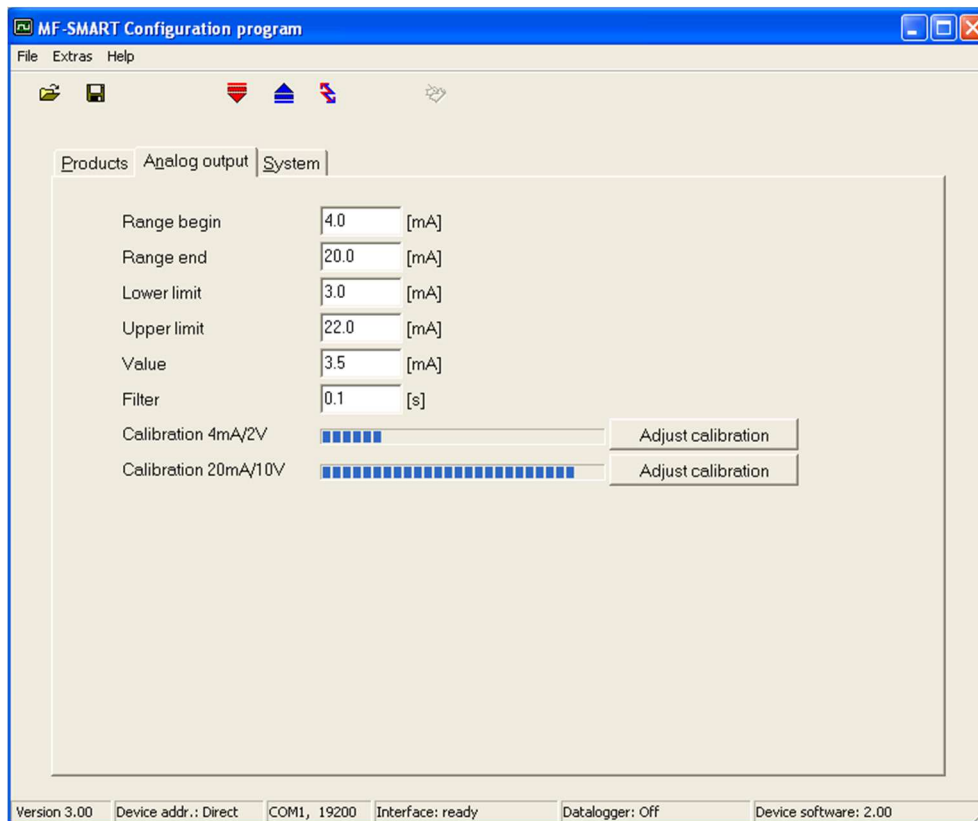 MF-SMART Configuration program
File Extras Help
Products Analog output System
Range begin 4.0 [mA]
Range end 20.0 [mA]
Lower limit 3.0 [mA]
Upper limit 22.0 [mA]
Value 3.5 [mA]
Filter 0.1 [s]
Calibration 4mA/2V Adjust calibration
Calibration 20mA/10V Adjust calibration
Version 3.00 Device addr.: Direct COM1, 19200 Interface: ready Datalogger: Off Device software: 2.00